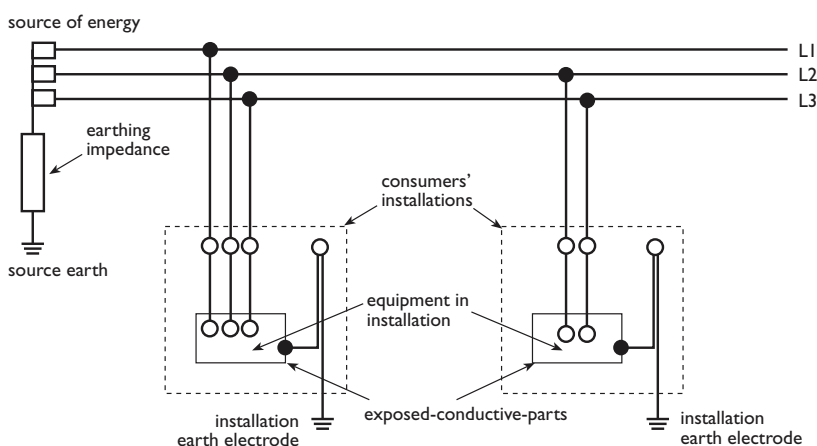 source of energy
L1
L2
L3
earthing
impedance
consumers’
installations
source earth
equipment in
installation
exposed-conductive-parts
installation
earth electrode
installation
earth electrode